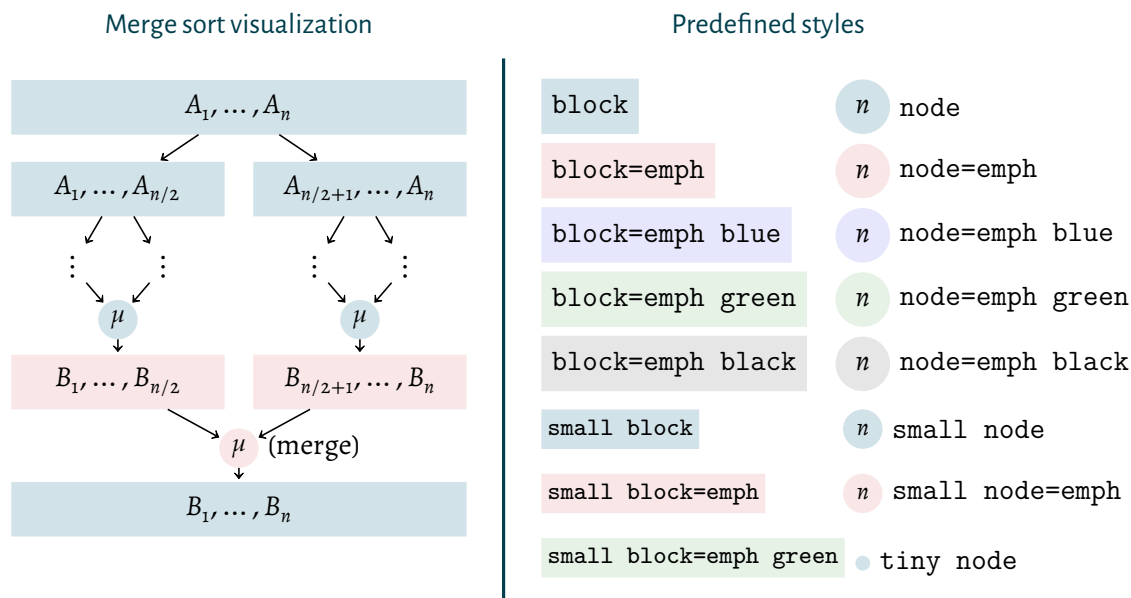 Merge sort visualization
A₁, …, Aₙ
A₁, …, Aₙ/₂
Aₙ/₂₊₁, …, Aₙ
⋮ ⋮ ⋮ ⋮
μ μ
B₁, …, Bₙ/₂
Bₙ/₂₊₁, …, Bₙ
μ (merge)
B₁, …, Bₙ
Predefined styles
block
n node
block=emph
n node=emph
block=emph blue
n node=emph blue
block=emph green
n node=emph green
block=emph black
n node=emph black
small block
n small node
small block=emph
n small node=emph
small block=emph green
tiny node